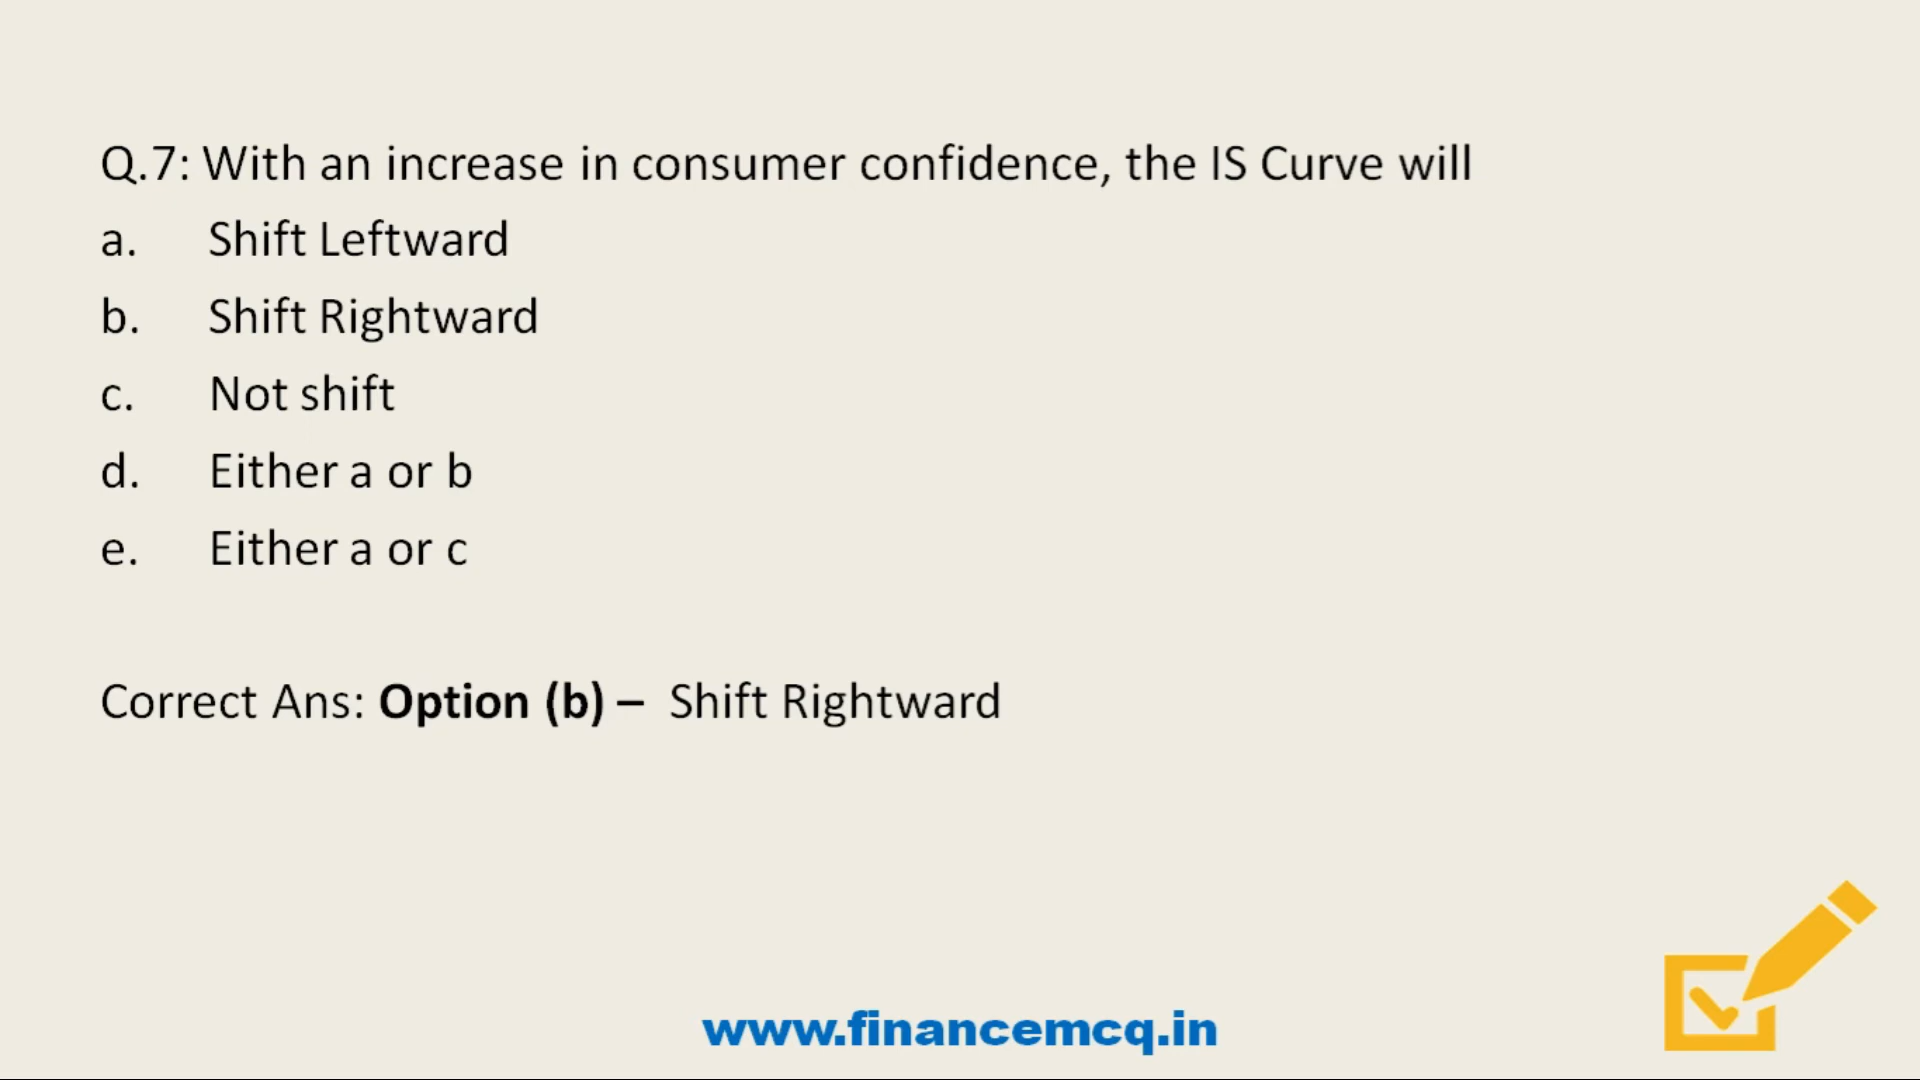 Q.7: With an increase in consumer confidence, the IS Curve will
a. Shift Leftward
b. Shift Rightward
c. Not shift
d. Either a or b
e. Either a or c
Correct Ans: Option (b) – Shift Rightward
www.financemcq.in